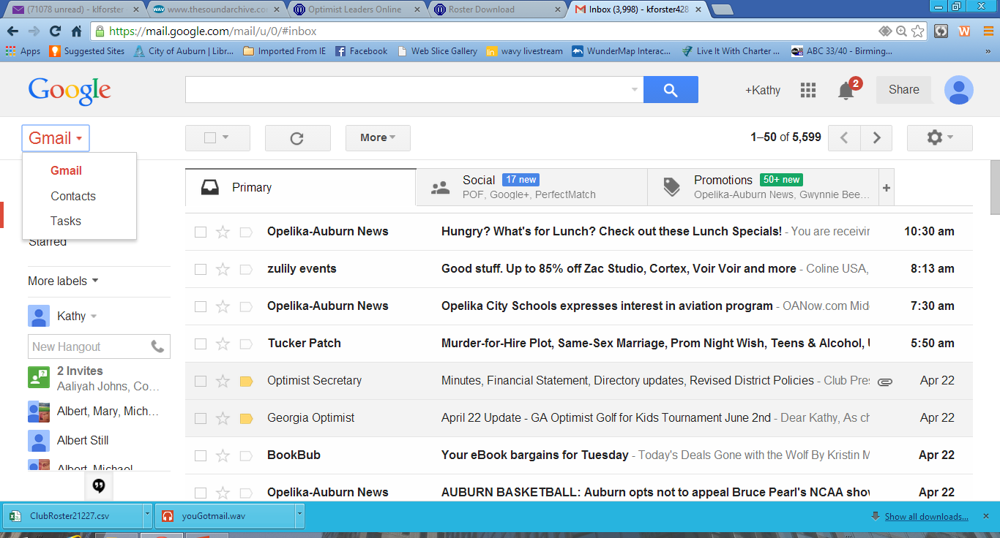 (71078 unread) - klforster
www.thesoundarchive.co
Optimist Leaders Online
Roster Download
Inbox (3,998) - kforster428
https://mail.google.com/mail/u/0/#inbox
Apps
Suggested Sites
City of Auburn | Libr...
Imported From IE
Facebook
Web Slice Gallery
wavy livestream
WunderMap Interac...
Live It With Charter ...
ABC 33/40 - Birming...
»
Google
+Kathy
2
Share
Gmail
More
1–50 of 5,599
Gmail
Contacts
Tasks
Starred
More labels
Kathy
New Hangout
2 Invites
Aaliyah Johns, Co...
Albert, Mary, Mich...
Albert Still
Albert, Michael
Primary
Social 17 new
POF, Google+, PerfectMatch
Promotions 50+ new
Opelika-Auburn News, Gwynnie Bee...
+
Opelika-Auburn News Hungry? What's for Lunch? Check out these Lunch Specials! - You are receivin 10:30 am
zulily events Good stuff. Up to 85% off Zac Studio, Cortex, Voir Voir and more - Coline USA, 8:13 am
Opelika-Auburn News Opelika City Schools expresses interest in aviation program - OANow.com Mid 7:30 am
Tucker Patch Murder-for-Hire Plot, Same-Sex Marriage, Prom Night Wish, Teens & Alcohol, 5:50 am
Optimist Secretary Minutes, Financial Statement, Directory updates, Revised District Policies - Club Pres Apr 22
Georgia Optimist April 22 Update - GA Optimist Golf for Kids Tournament June 2nd - Dear Kathy, As ch Apr 22
BookBub Your eBook bargains for Tuesday - Today's Deals Gone with the Wolf By Kristin M Apr 22
Opelika-Auburn News AUBURN BASKETBALL: Auburn opts not to appeal Bruce Pearl's NCAA show Apr 22
ClubRoster21227.csv
youGotmail.wav
Show all downloads...